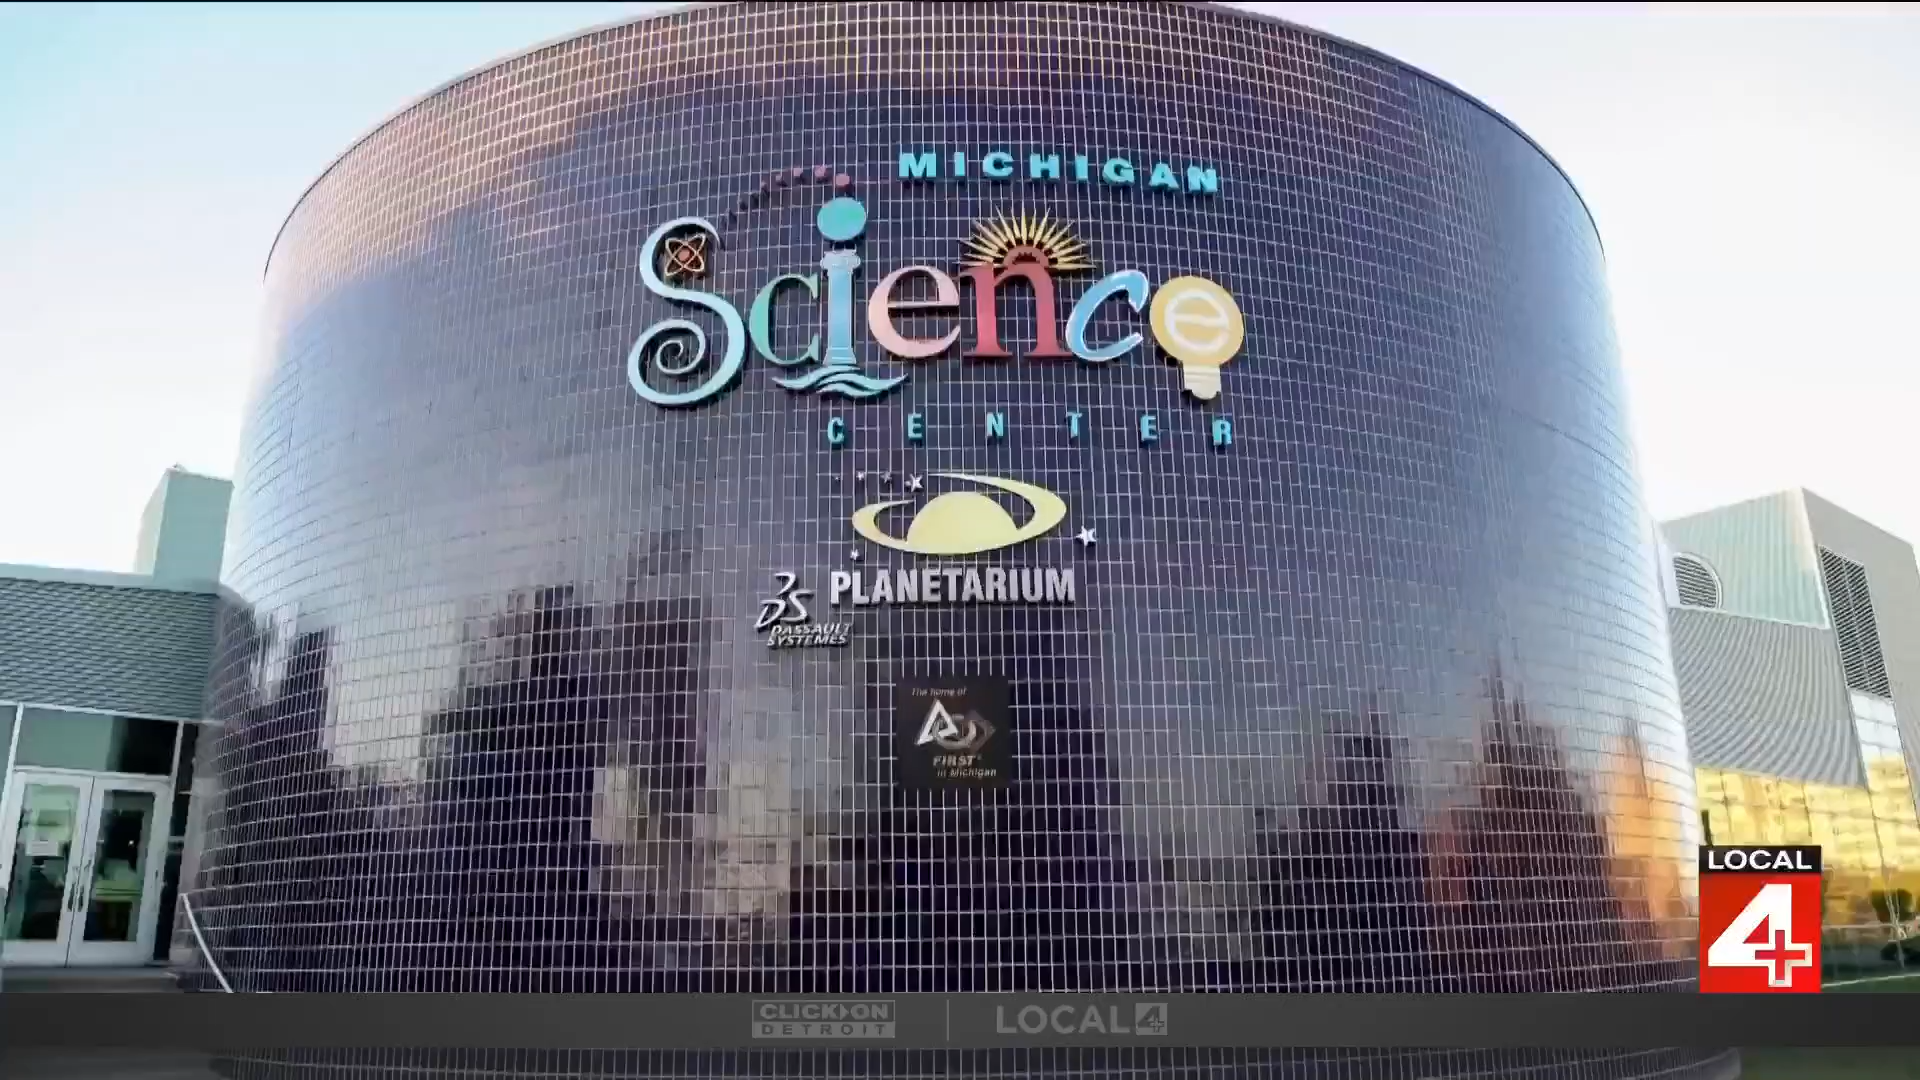 MICHIGAN
Science
CENTER
PLANETARIUM
DS
DASSAULT
SYSTEMES
The home of
FIRST
in Michigan
LOCAL
4+
CLICK ON
DETROIT
LOCAL 4+